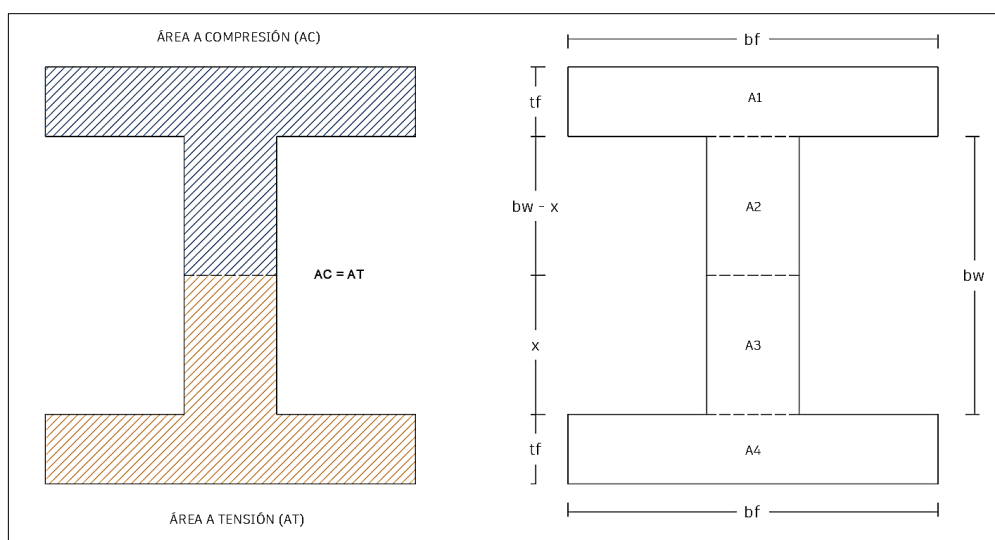 ÁREA A COMPRESIÓN (AC)
AC = AT
ÁREA A TENSIÓN (AT)
bf
tf
A1
bw - x
A2
bw
x
A3
tf
A4
bf